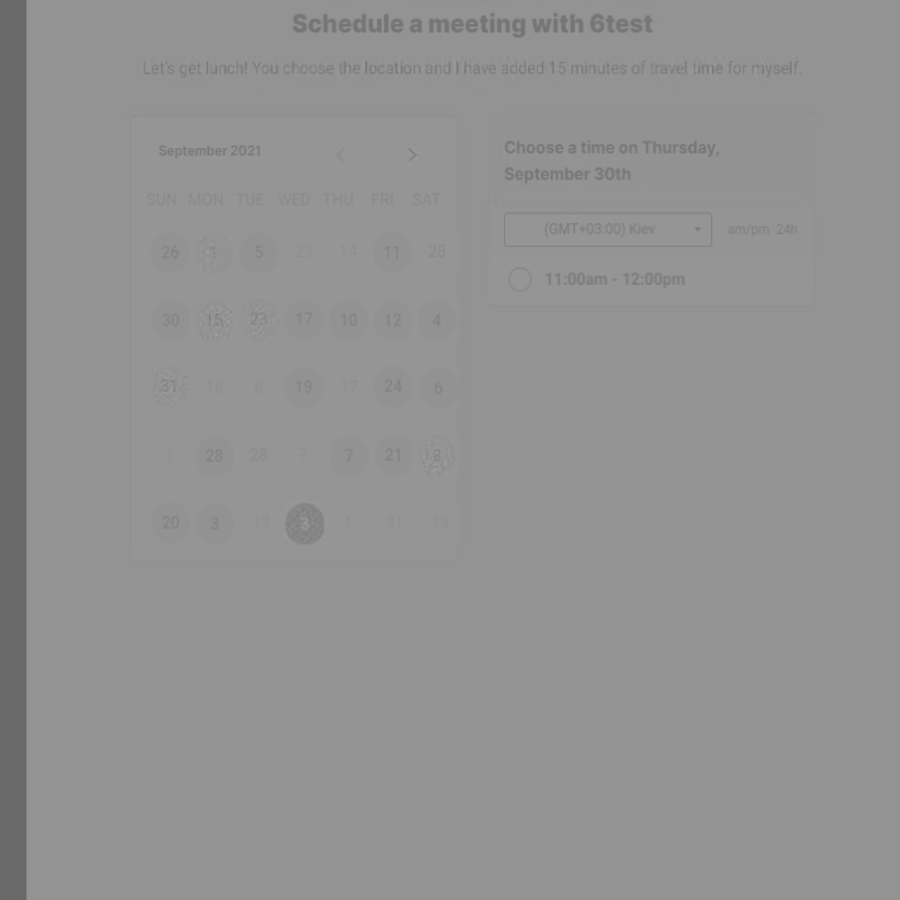 Schedule a meeting with 6test
Let's get lunch! You choose the location and I have added 15 minutes of travel time for myself.
September 2021
SUN MON TUE WED THU FRI SAT
26 1 5 23 14 11 28
30 15 23 17 10 12 4
31 16 8 19 17 24 6
1 28 28 7 7 21 8
20 3 13 3 1 31 13
Choose a time on Thursday,
September 30th
(GMT+03:00) Kiev am/pm 24h
11:00am - 12:00pm